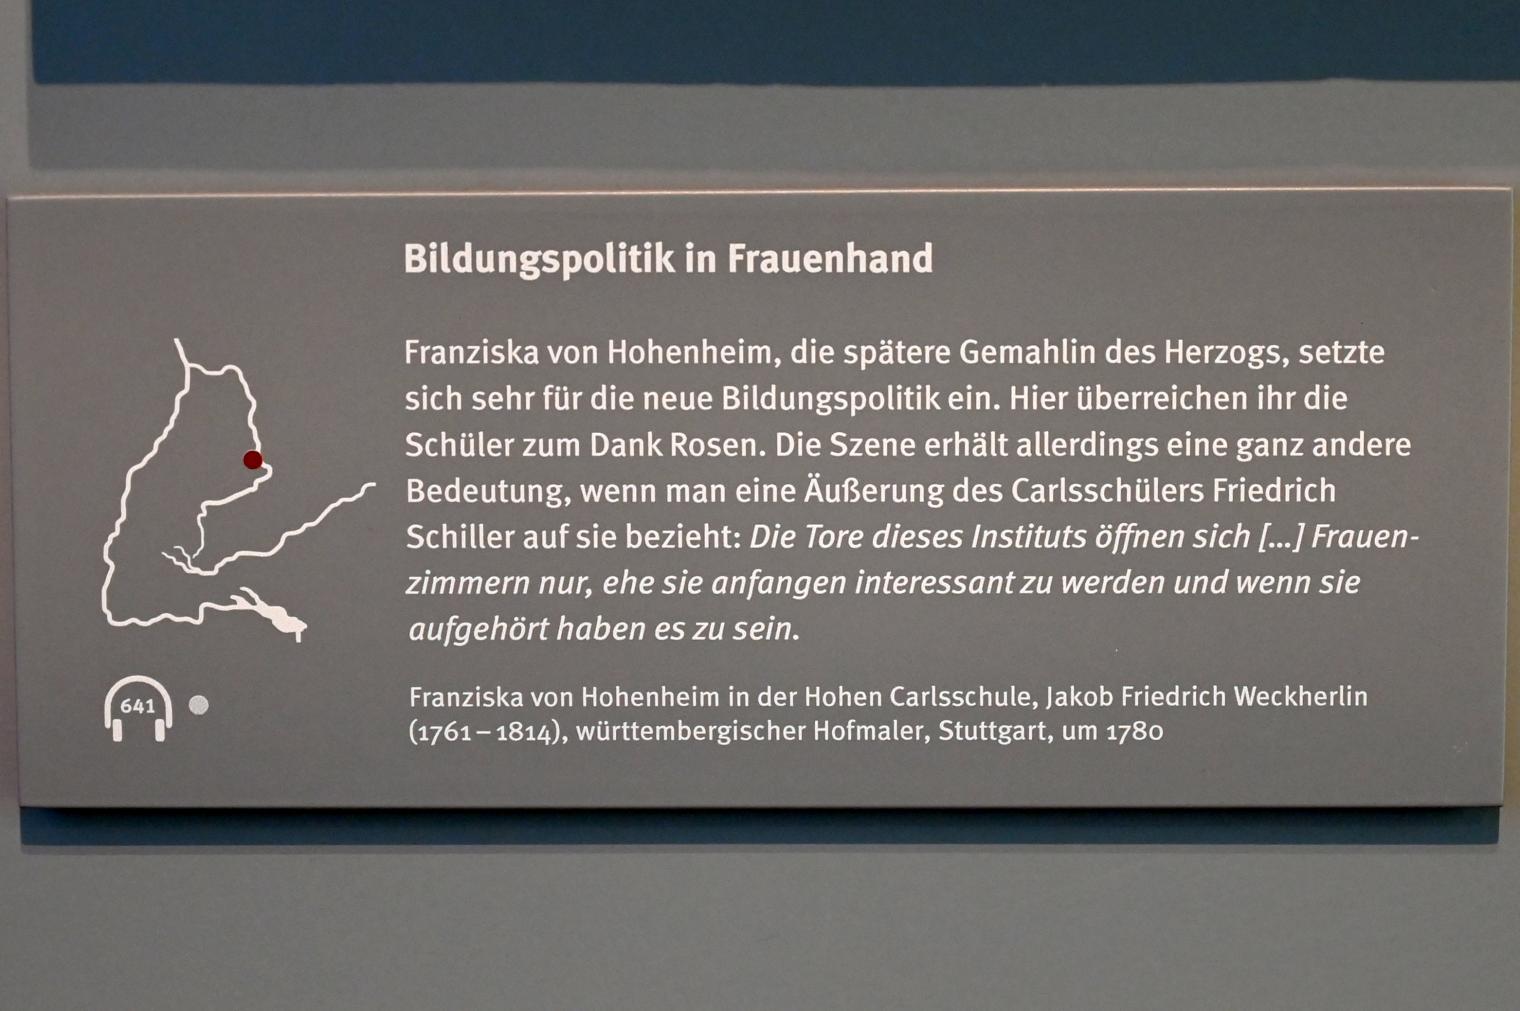 Bildungspolitik in Frauenhand
Franziska von Hohenheim, die spätere Gemahlin des Herzogs, setzte
sich sehr für die neue Bildungspolitik ein. Hier überreichen ihr die
Schüler zum Dank Rosen. Die Szene erhält allerdings eine ganz andere
Bedeutung, wenn man eine Äußerung des Carlsschülers Friedrich
Schiller auf sie bezieht: Die Tore dieses Instituts öffnen sich [...] Frauen-
zimmern nur, ehe sie anfangen interessant zu werden und wenn sie
aufgehört haben es zu sein.
641
Franziska von Hohenheim in der Hohen Carlsschule, Jakob Friedrich Weckherlin
(1761 – 1814), württembergischer Hofmaler, Stuttgart, um 1780